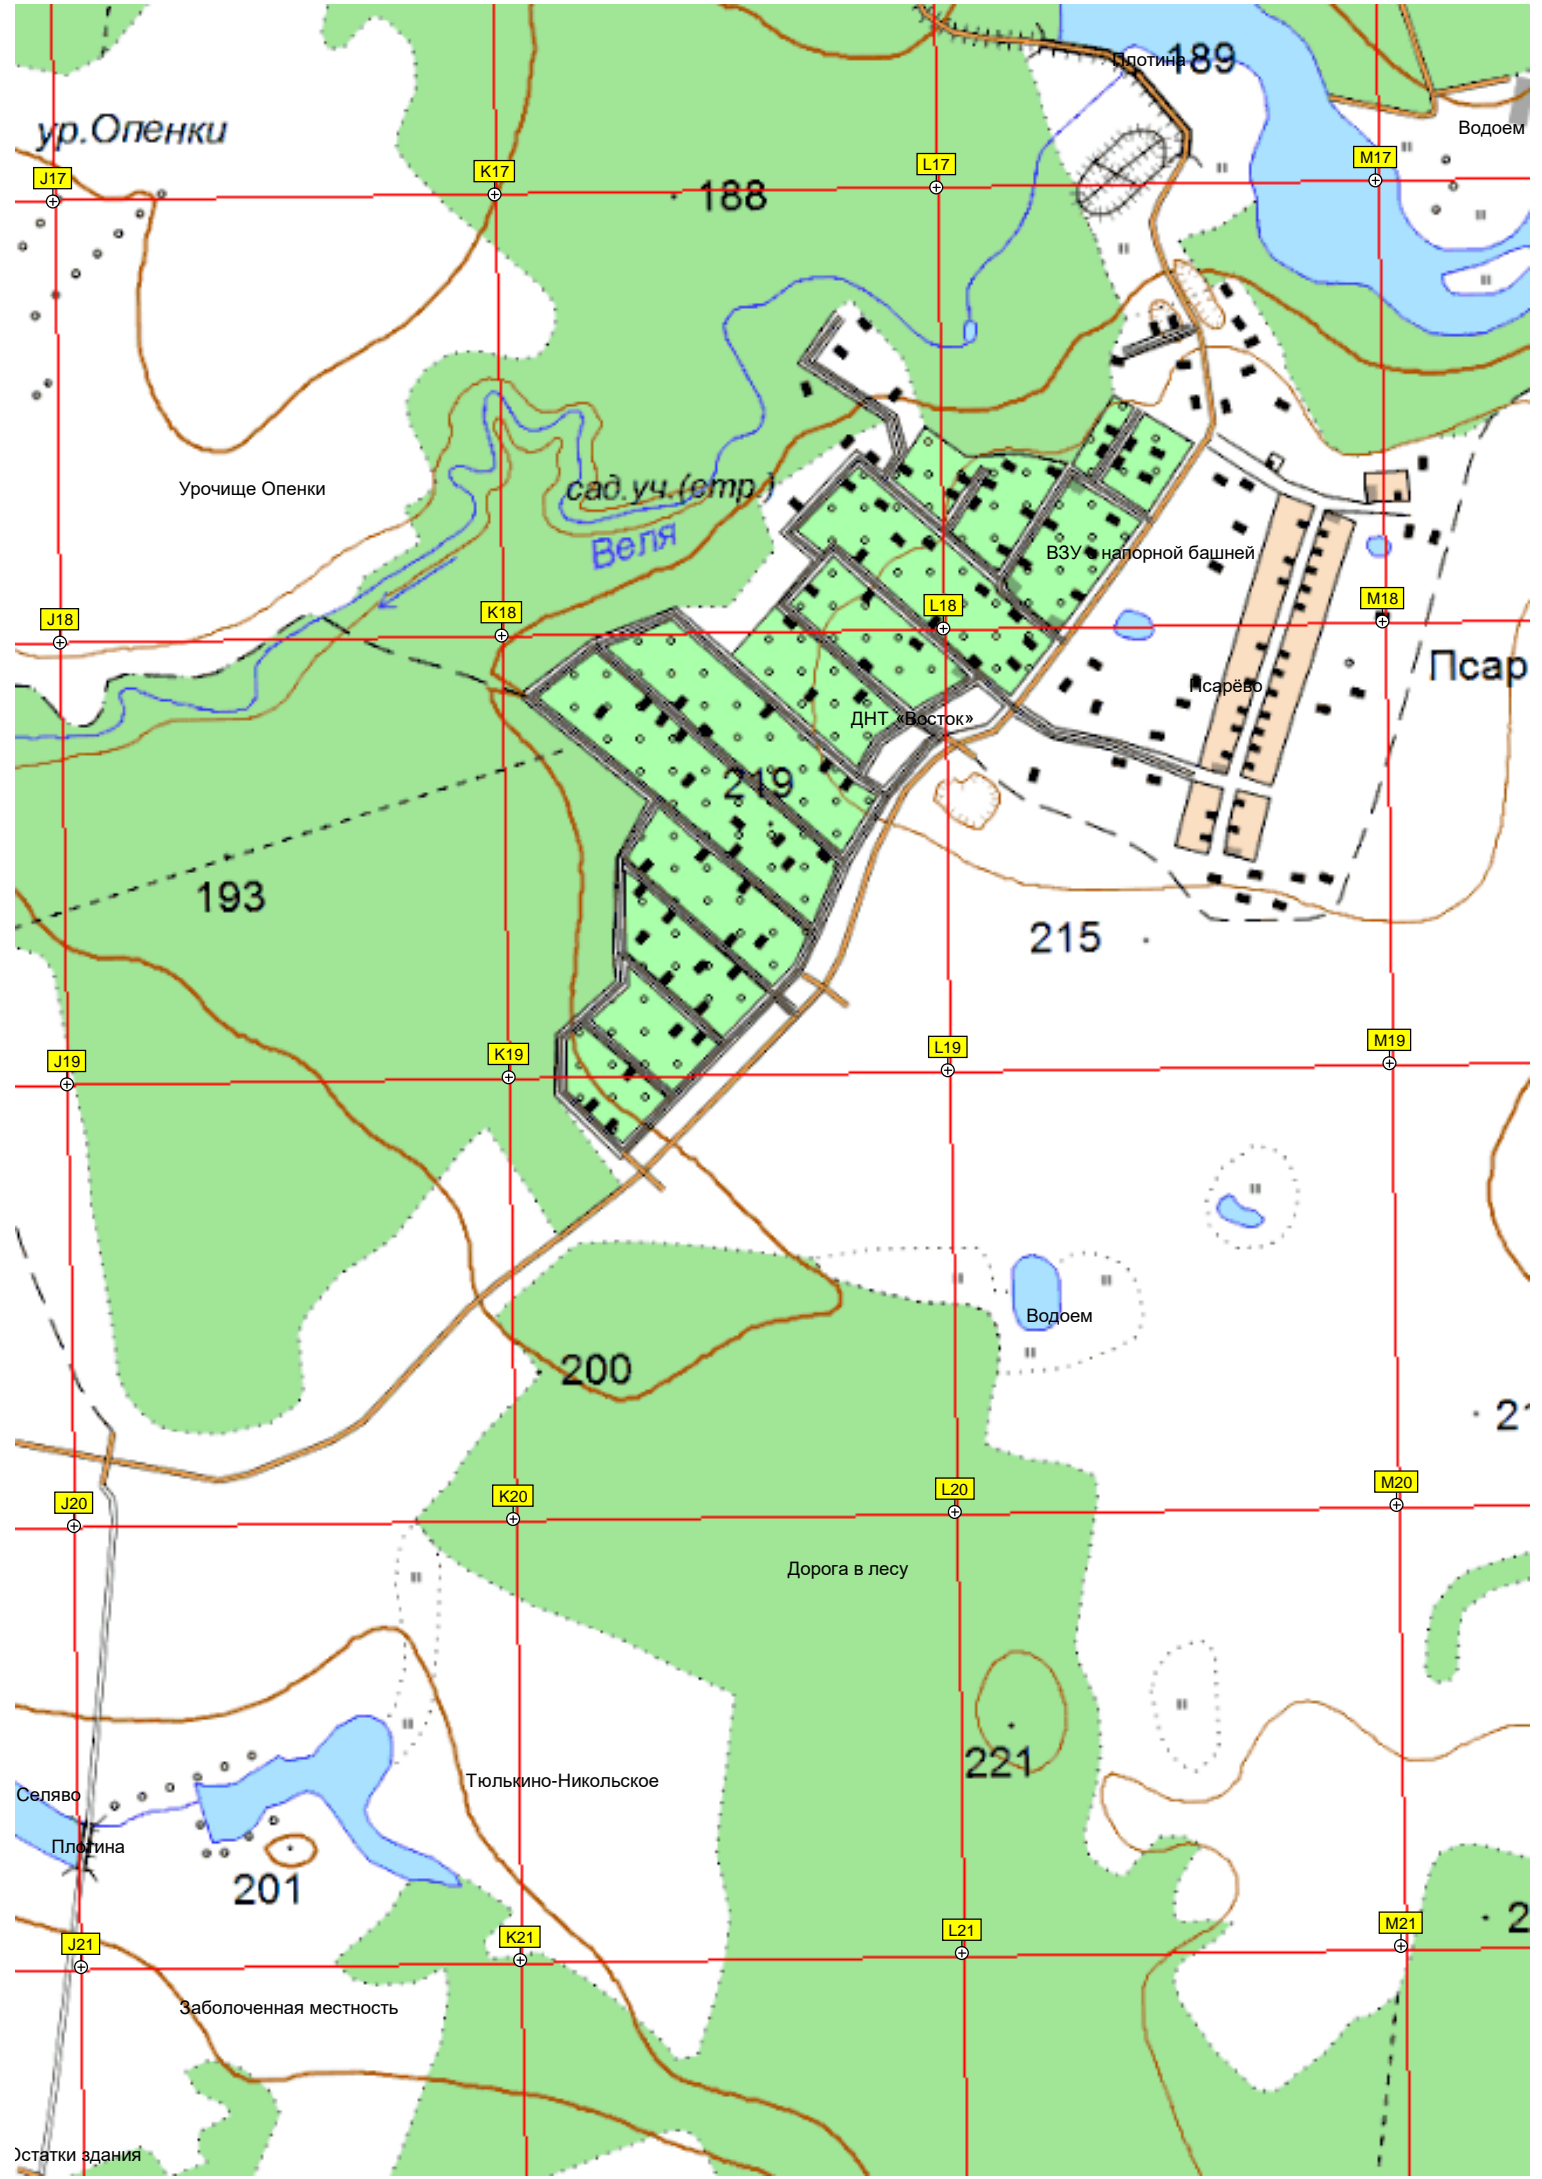 189
Плотина
Водоем
ур.Опенки
J17
K17
L17
M17
188
Урочище Опенки
сад.уч.(стр.)
Веля
ВЗУ с напорной башней
J18
K18
L18
M18
Псар
Псарёво
ДНТ «Восток»
219
193
215
J19
K19
L19
M19
Водоем
200
21
J20
K20
L20
M20
Дорога в лесу
221
Тюлькино-Никольское
Селяво
Плотина
201
2
J21
K21
L21
M21
Заболоченная местность
Остатки здания